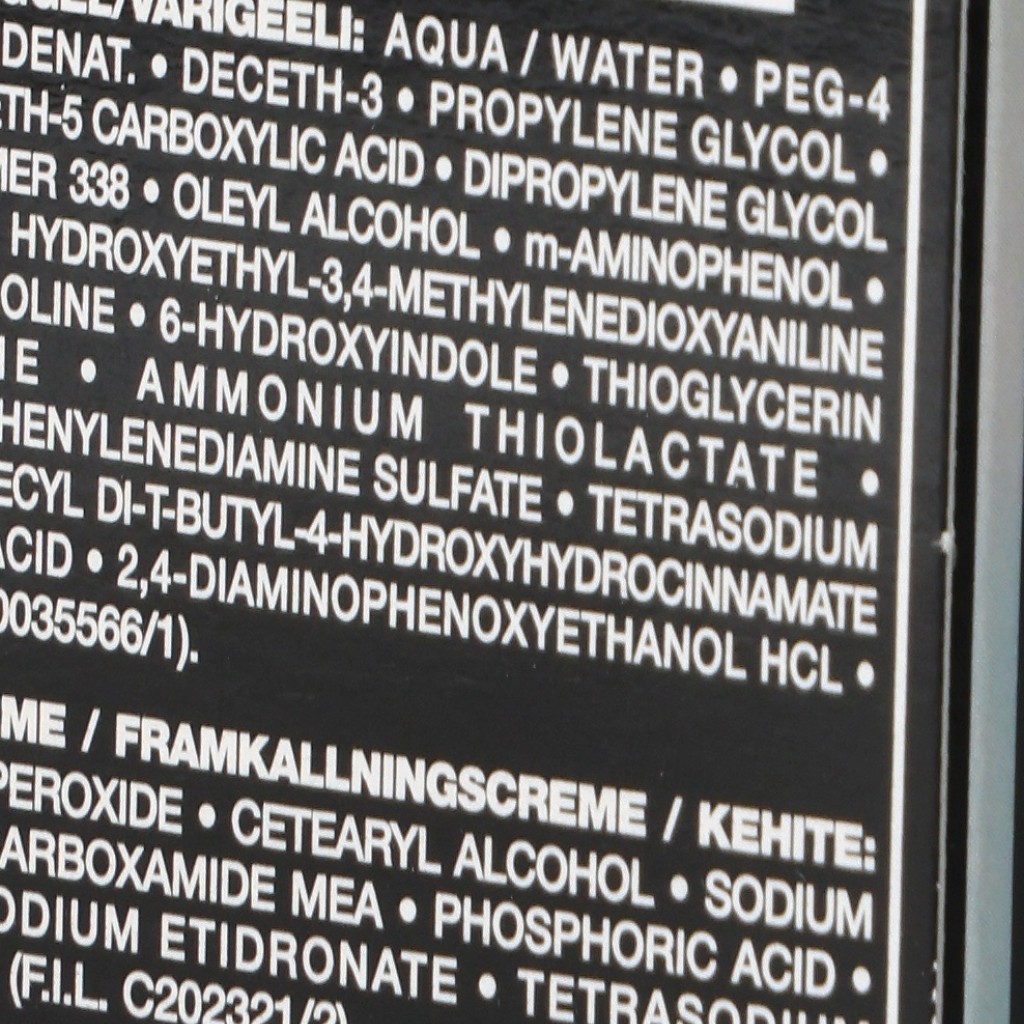 VARIGEELI: AQUA / WATER • PEG-4
DENAT. • DECETH-3 • PROPYLENE GLYCOL •
TH-5 CARBOXYLIC ACID • DIPROPYLENE GLYCOL
MER 338 • OLEYL ALCOHOL • m-AMINOPHENOL •
HYDROXYETHYL-3,4-METHYLENEDIOXYANILINE
OLINE • 6-HYDROXYINDOLE • THIOGLYCERIN
E • AMMONIUM THIOLACTATE •
HENYLENEDIAMINE SULFATE • TETRASODIUM
ECYL DI-T-BUTYL-4-HYDROXYHYDROCINNAMATE
ACID • 2,4-DIAMINOPHENOXYETHANOL HCL •
0035566/1).
ME / FRAMKALLNINGSCREME / KEHITE:
PEROXIDE • CETEARYL ALCOHOL • SODIUM
ARBOXAMIDE MEA • PHOSPHORIC ACID •
ODIUM ETIDRONATE • TETRASODIUM
(F.I.L. C202321/2)